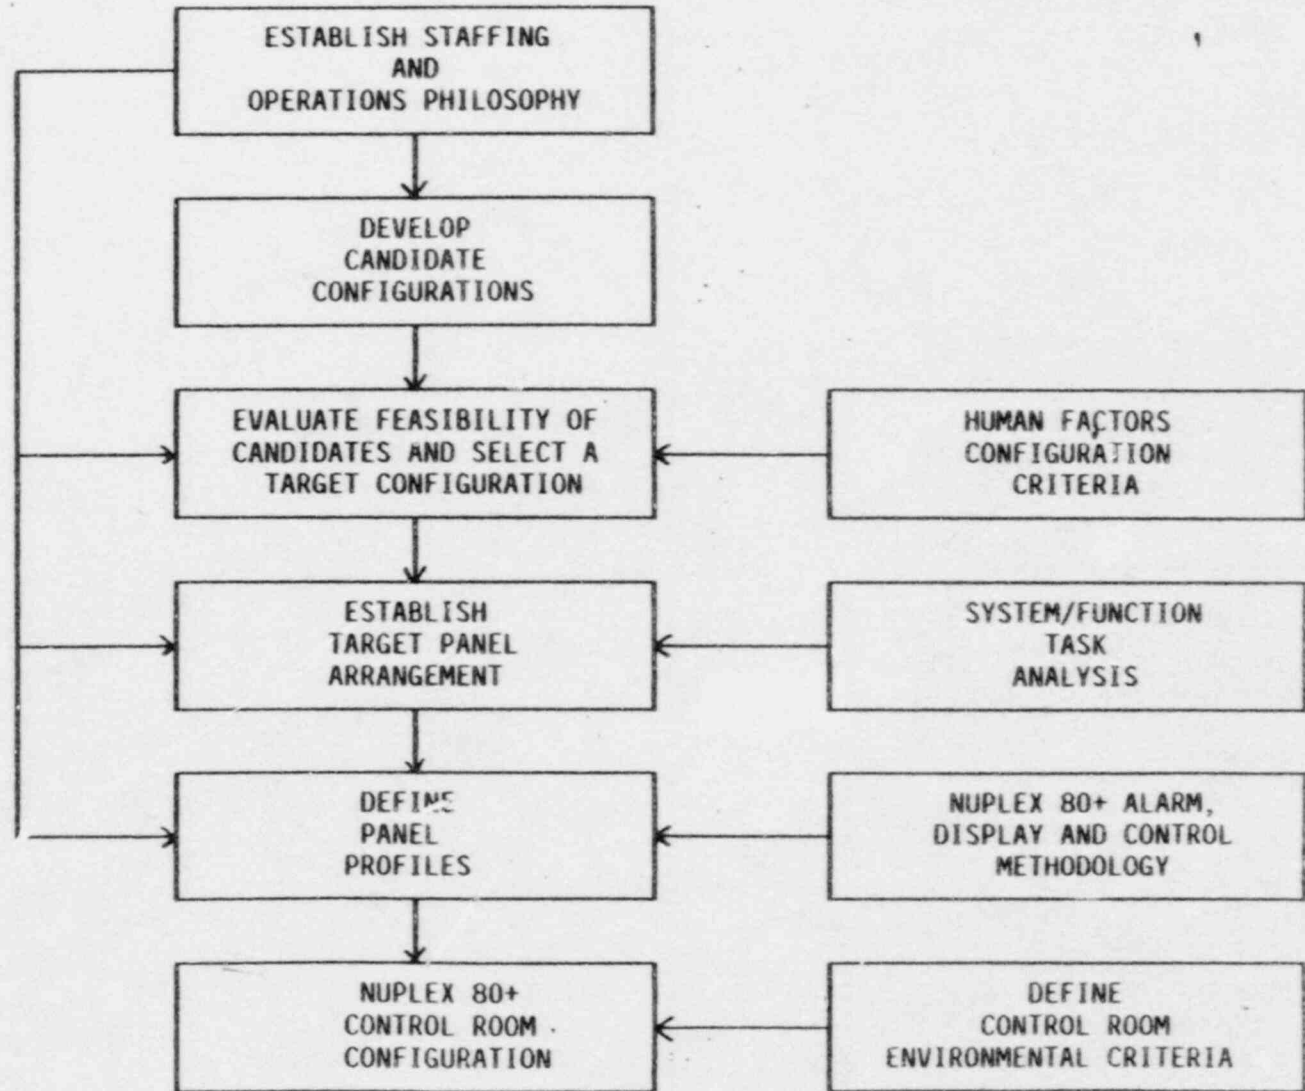 ESTABLISH STAFFING
AND
OPERATIONS PHILOSOPHY
DEVELOP
CANDIDATE
CONFIGURATIONS
EVALUATE FEASIBILITY OF
CANDIDATES AND SELECT A
TARGET CONFIGURATION
HUMAN FACTORS
CONFIGURATION
CRITERIA
ESTABLISH
TARGET PANEL
ARRANGEMENT
SYSTEM/FUNCTION
TASK
ANALYSIS
DEFINE
PANEL
PROFILES
NUPLEX 80+ ALARM,
DISPLAY AND CONTROL
METHODOLOGY
NUPLEX 80+
CONTROL ROOM
CONFIGURATION
DEFINE
CONTROL ROOM
ENVIRONMENTAL CRITERIA